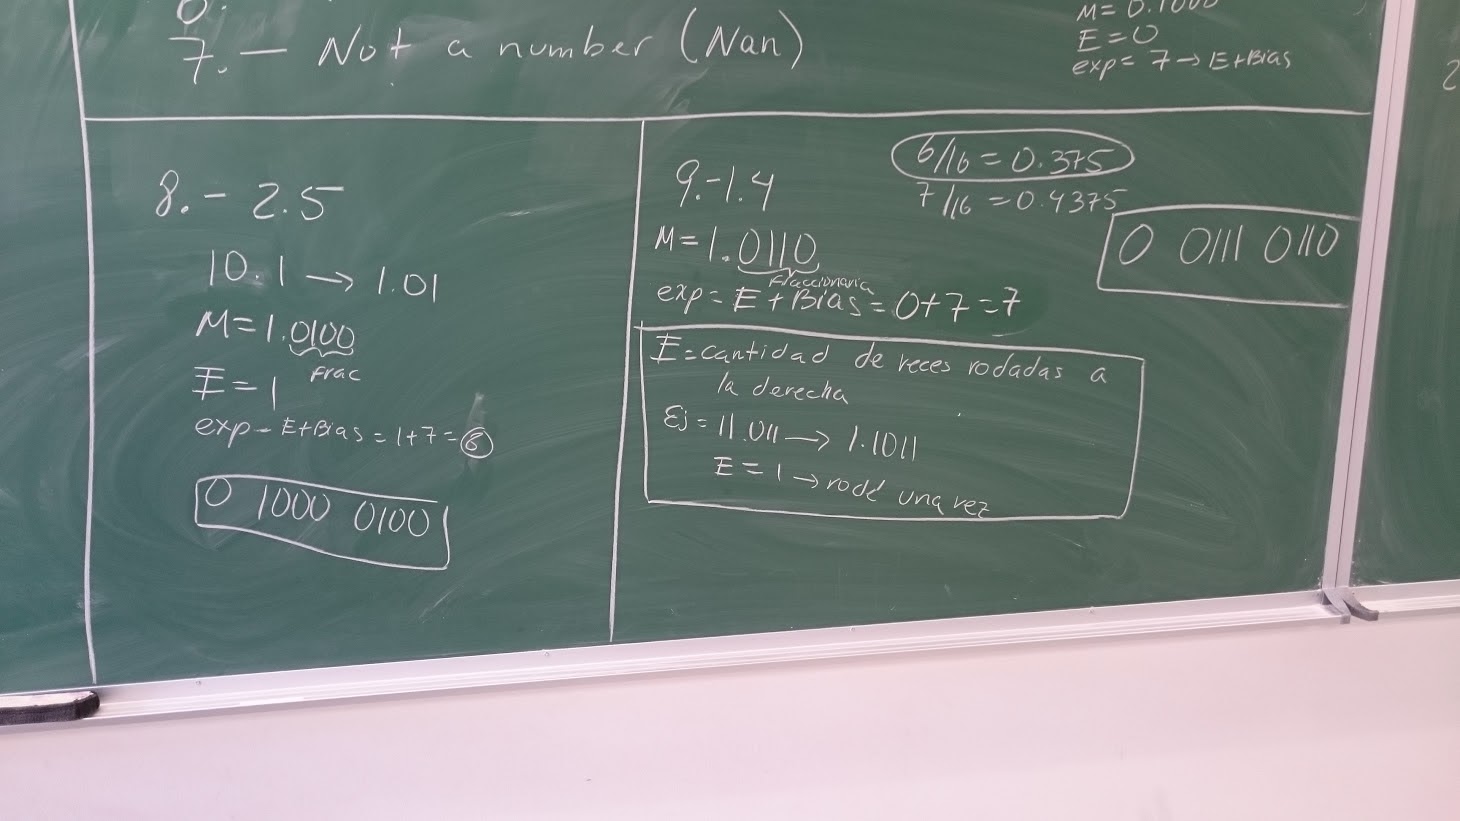 7.- Not a number (Nan)
M= 0.1000
E=0
exp= 7→ E+Bias
2
8.- 2.5
10.1 → 1.01
M=1.0100
frac
E=1
exp= E+Bias=1+7=8
0 1000 0100
9.-1.4
6/16=0.375
7/16=0.4375
M=1.0110
fraccionaria
exp= E+Bias=0+7=7
0 0111 0110
E=cantidad de veces rodadas a
la derecha
Ej= 11.011→ 1.1011
E=1→rodé una vez